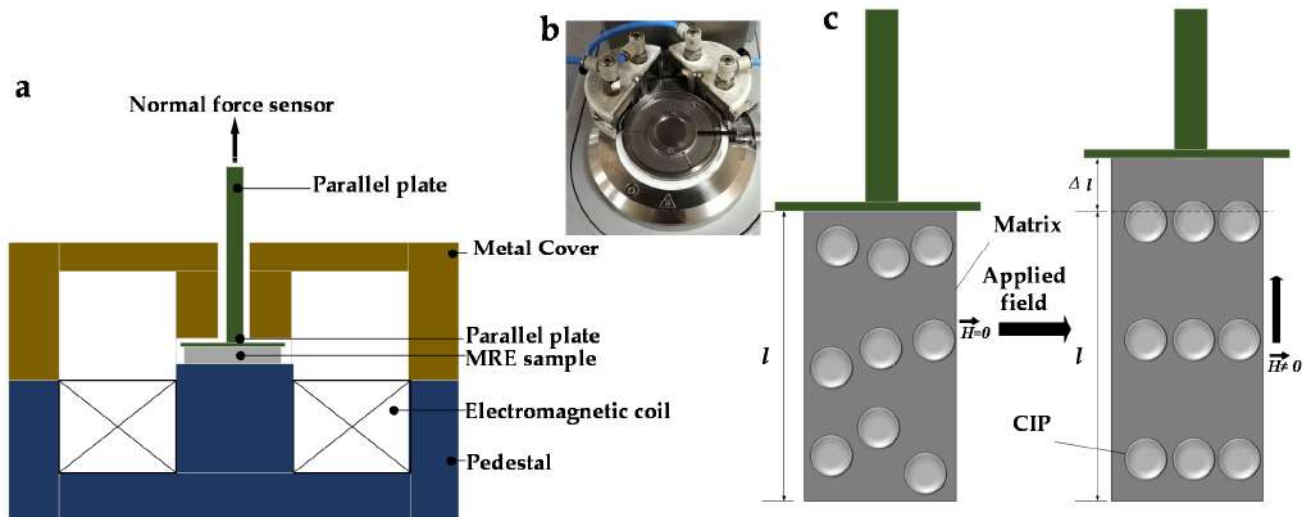 a
Normal force sensor
Parallel plate
Metal Cover
Parallel plate
MRE sample
Electromagnetic coil
Pedestal
b
c
l
Matrix
H=0
Applied
field
CIP
Δl
l
H≠0